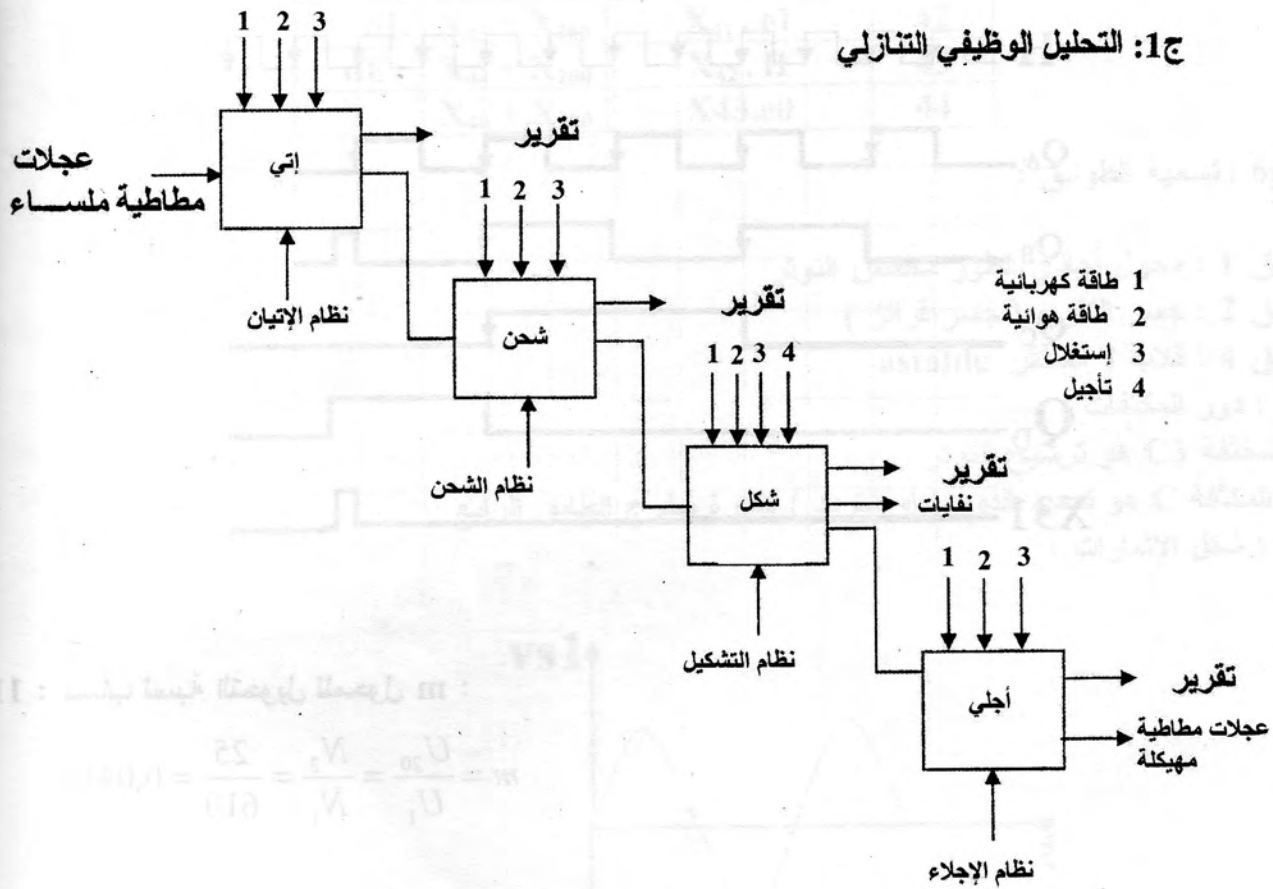 ج1: التحليل الوظيفي التنازلي
1 2 3
عجلات
مطاطية ملســـاء
إتي
تقرير
نظام الإتيان
1 2 3
شحن
تقرير
نظام الشحن
1 طاقة كهربائية
2 طاقة هوائية
3 إستغلال
4 تأجيل
1 2 3 4
شكل
تقرير
نفايات
نظام التشكيل
1 2 3
أجلي
تقرير
عجلات مطاطية
مهيكلة
نظام الإجلاء